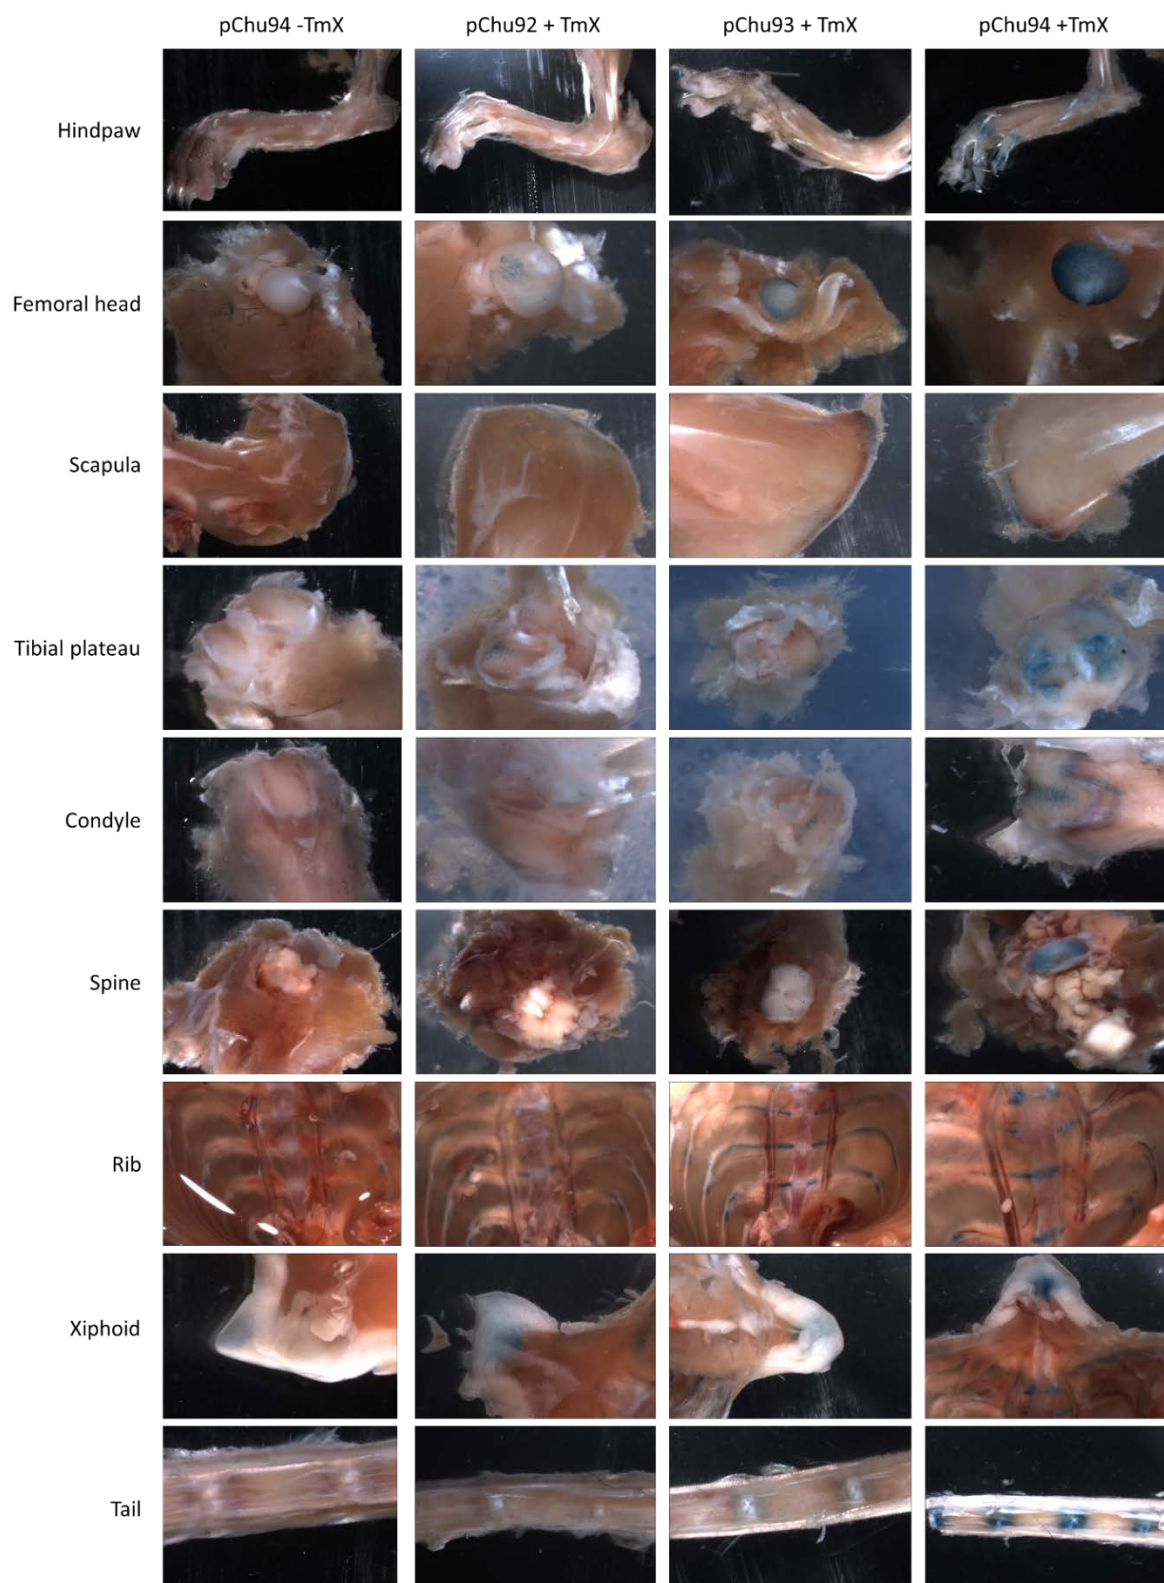 pChu94 -TmX pChu92 + TmX pChu93 + TmX pChu94 +TmX
Hindpaw
Femoral head
Scapula
Tibial plateau
Condyle
Spine
Rib
Xiphoid
Tail